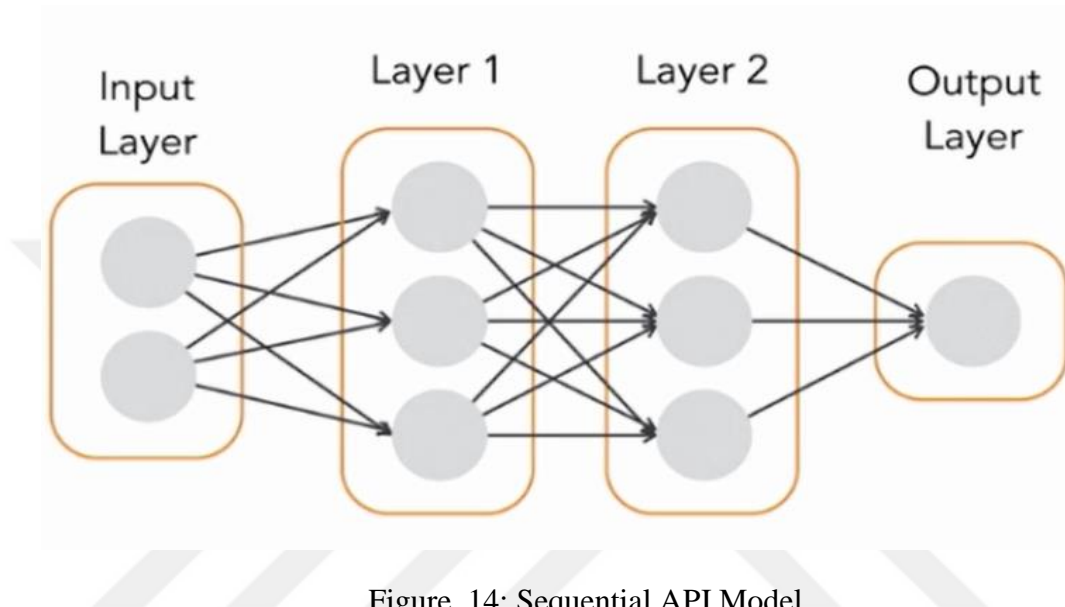 Input
Layer
Layer 1
Layer 2
Output
Layer
Figure 14: Sequential API Model